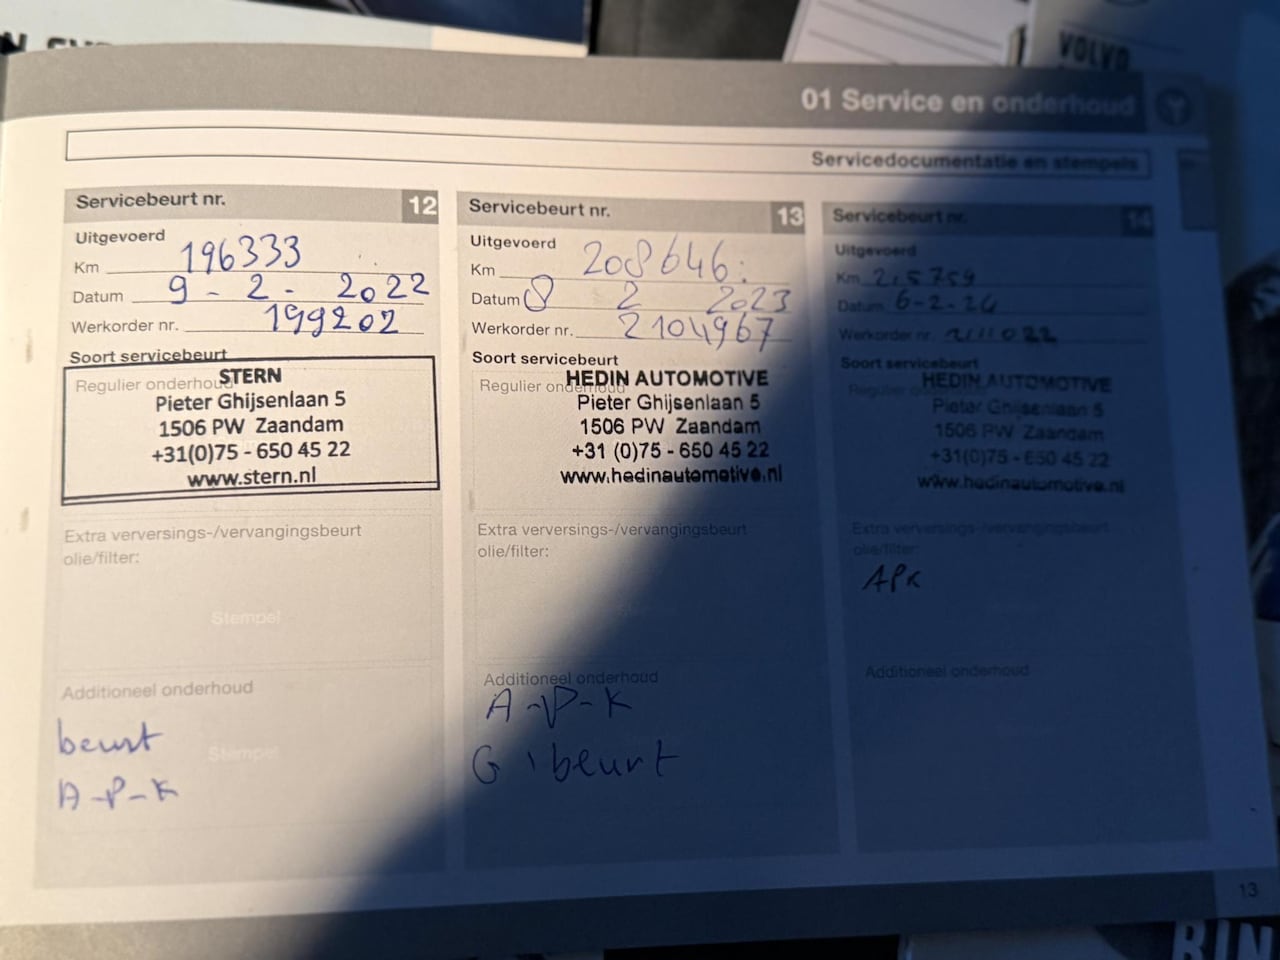 VOLVO
01 Service en onderhoud
Servicedocumentatie en stempels
Servicebeurt nr. 12
Uitgevoerd
Km 196333
Datum 9 - 2 - 2022
Werkorder nr. 199202
Soort servicebeurt
Regulier onderhoud
STERN
Pieter Ghijsenlaan 5
1506 PW Zaandam
+31(0)75 - 650 45 22
www.stern.nl
Extra verversings-/vervangingsbeurt
olie/filter:
Stempel
Additioneel onderhoud
Stempel
beurt
A-P-K
Servicebeurt nr. 13
Uitgevoerd
Km 208646
Datum 8 2 2023
Werkorder nr. 2104967
Soort servicebeurt
Regulier onderhoud
HEDIN AUTOMOTIVE
Pieter Ghijsenlaan 5
1506 PW Zaandam
+31 (0)75 - 650 45 22
www.hedinautomotive.nl
Extra verversings-/vervangingsbeurt
olie/filter:
Additioneel onderhoud
A-P-K
G beurt
Servicebeurt nr. 14
Uitgevoerd
Km 215759
Datum 6-2-24
Werkorder nr.
Soort servicebeurt
Regulier
HEDIN AUTOMOTIVE
Pieter Ghijsenlaan 5
1506 PW Zaandam
+31(0)75 - 650 45 22
www.hedinautomotive.nl
Extra verversings-/vervangingsbeurt
olie/filter:
APK
Additioneel onderhoud
13